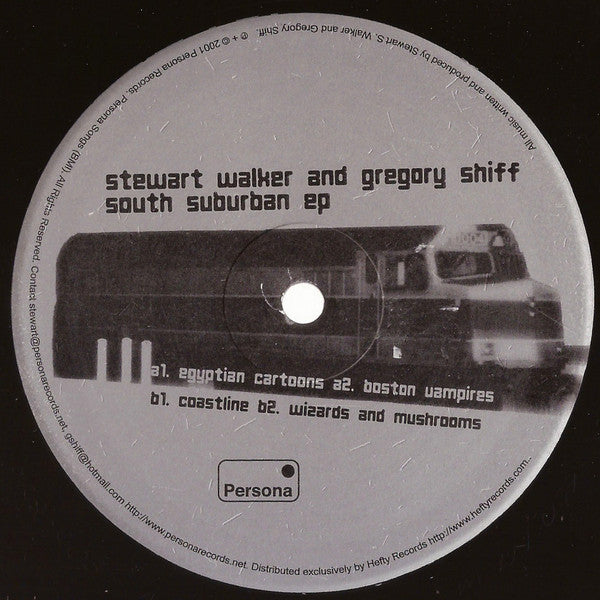 stewart walker and gregory shiff
south suburban ep
a1. egyptian cartoons a2. boston vampires
b1. coastline b2. wizards and mushrooms
Persona
All music written and produced by Stewart S. Walker and Gregory Shiff. ℗ + © 2001 Persona Records. Persona Songs (BMI). All Rights Reserved. Contact stewart@personarecords.net, gshiff@hotmail.com http://www.personarecords.net. Distributed exclusively by Hefty Records http://www.heftyrecords.com..